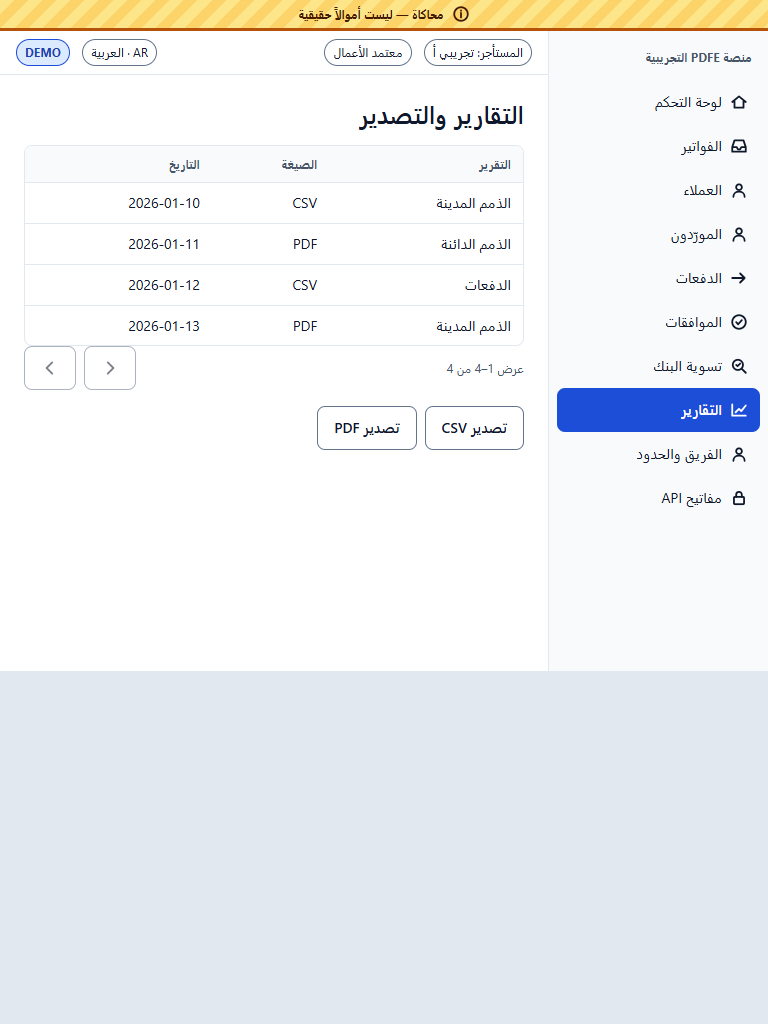 محاكاة — ليست أموالاً حقيقية
منصة PDFE التجريبية
لوحة التحكم
الفواتير
العملاء
المورّدون
الدفعات
الموافقات
تسوية البنك
التقارير
الفريق والحدود
مفاتيح API
المستأجر: تجريبي أ
معتمد الأعمال
AR · العربية
DEMO
التقارير والتصدير
التقرير الصيغة التاريخ
الذمم المدينة CSV 2026-01-10
الذمم الدائنة PDF 2026-01-11
الدفعات CSV 2026-01-12
الذمم المدينة PDF 2026-01-13
عرض 1–4 من 4
تصدير CSV
تصدير PDF